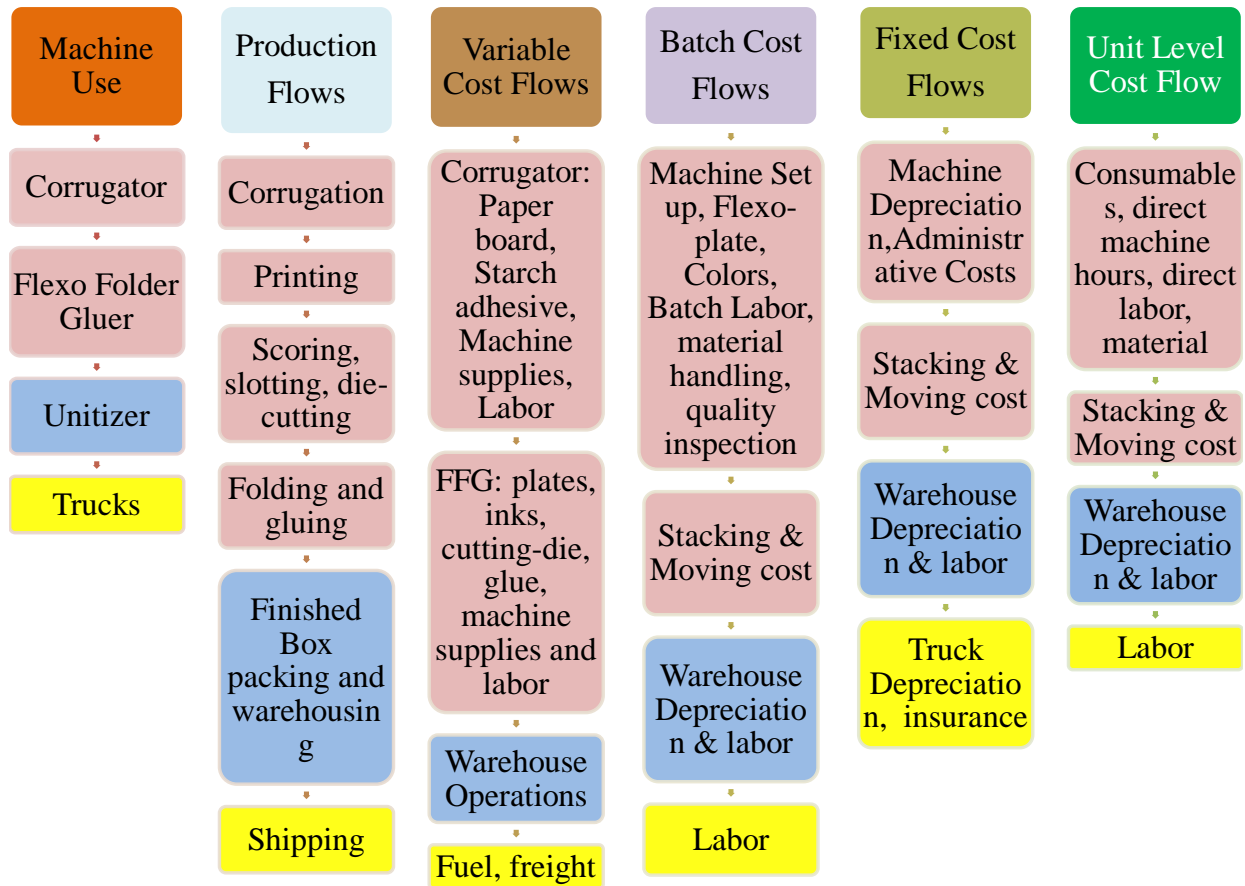 Machine
Use
Corrugator
Flexo Folder
Gluer
Unitizer
Trucks
Production
Flows
Corrugation
Printing
Scoring,
slotting, die-
cutting
Folding and
gluing
Finished
Box
packing and
warehousin
g
Shipping
Variable
Cost Flows
Corrugator:
Paper
board,
Starch
adhesive,
Machine
supplies,
Labor
FFG: plates,
inks,
cutting-die,
glue,
machine
supplies and
labor
Warehouse
Operations
Fuel, freight
Batch Cost
Flows
Machine Set
up, Flexo-
plate,
Colors,
Batch Labor,
material
handling,
quality
inspection
Stacking &
Moving cost
Warehouse
Depreciatio
n & labor
Labor
Fixed Cost
Flows
Machine
Depreciatio
n,Administr
ative Costs
Stacking &
Moving cost
Warehouse
Depreciatio
n & labor
Truck
Depreciatio
n, insurance
Unit Level
Cost Flow
Consumable
s, direct
machine
hours, direct
labor,
material
Stacking &
Moving cost
Warehouse
Depreciatio
n & labor
Labor